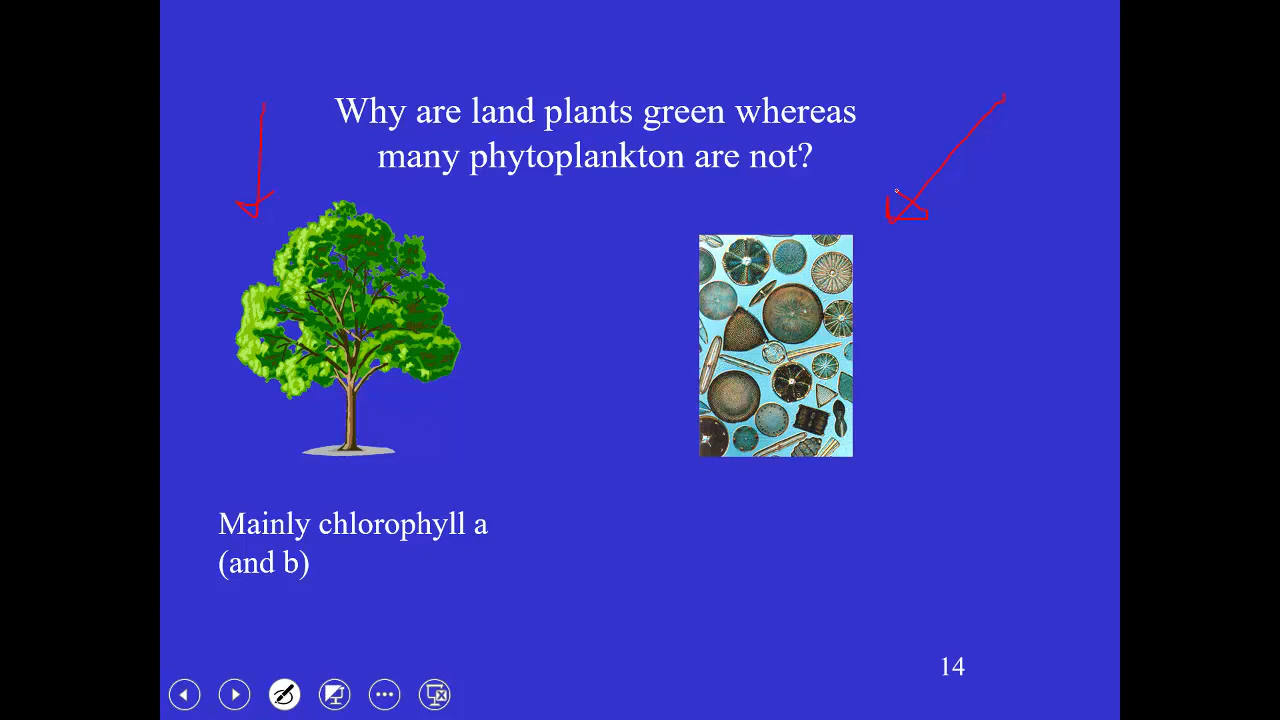 Why are land plants green whereas
many phytoplankton are not?
Mainly chlorophyll a
(and b)
14